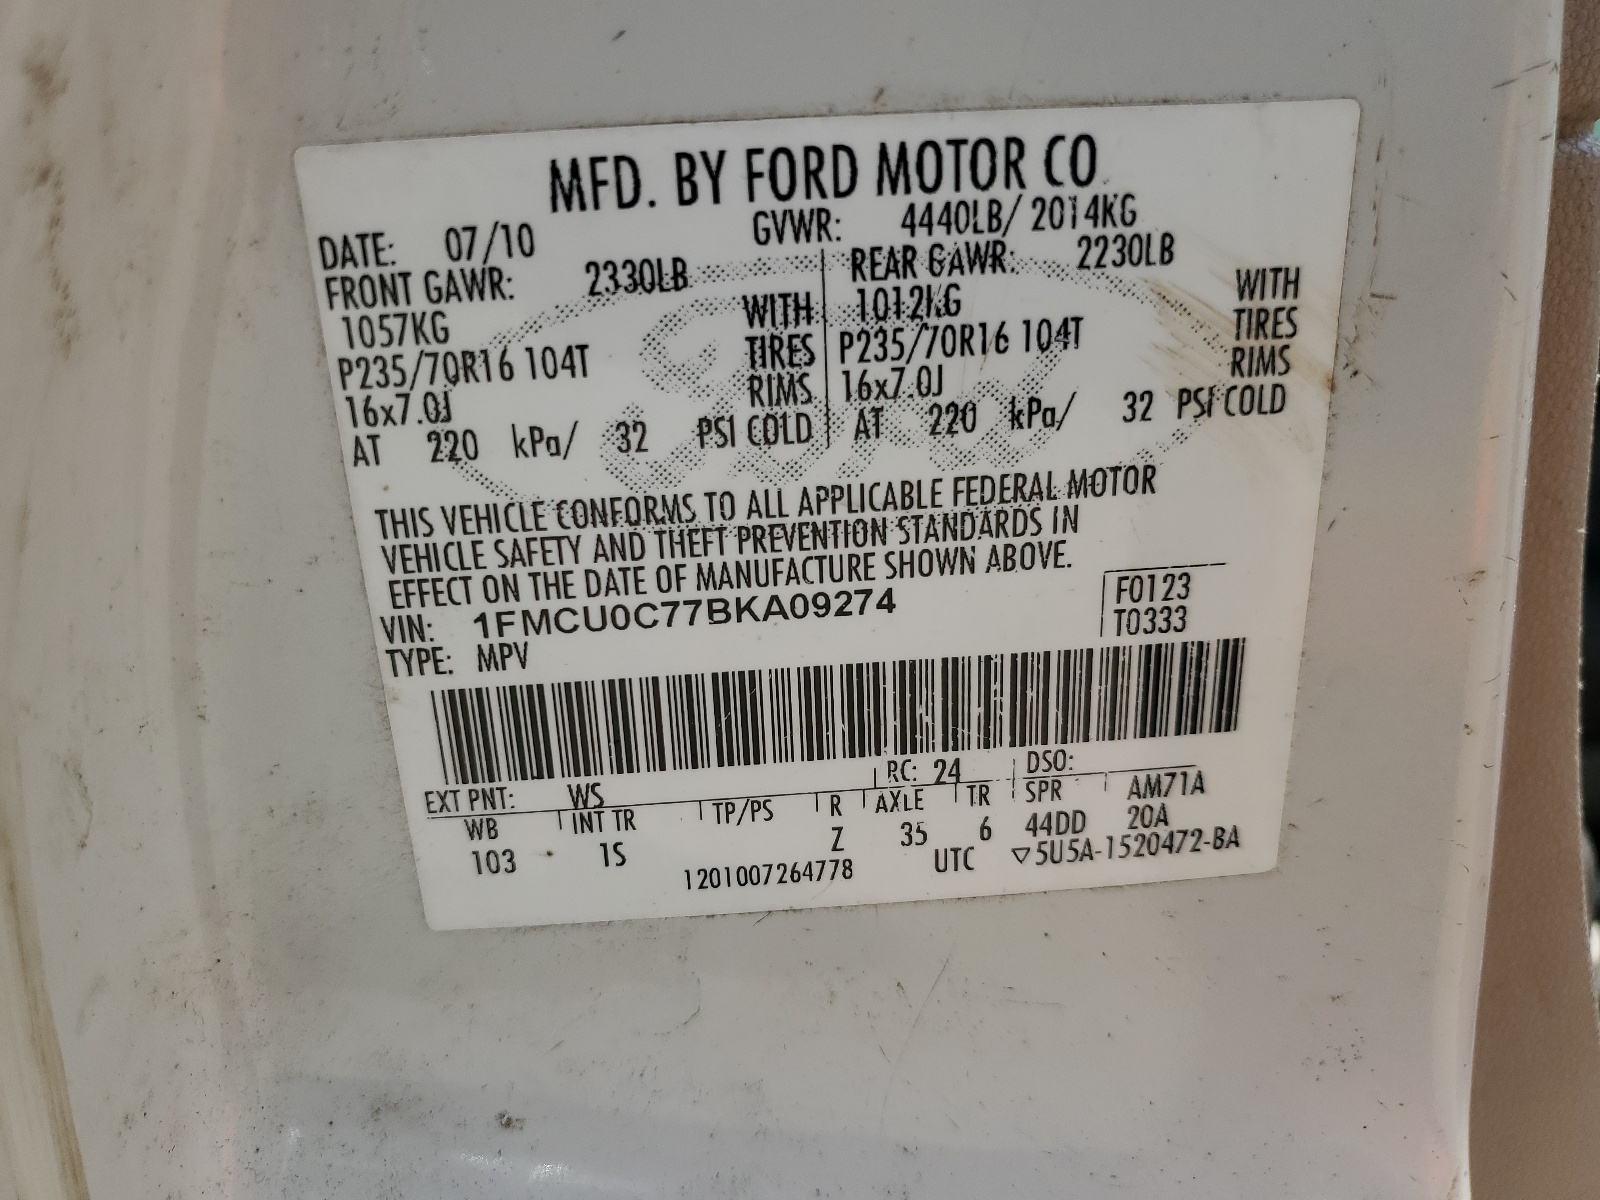 MFD. BY FORD MOTOR CO.
DATE: 07/10 GVWR: 4440LB/ 2014KG
FRONT GAWR: 2330LB REAR GAWR: 2230LB
1057KG WITH 1012KG WITH
P235/70R16 104T TIRES P235/70R16 104T TIRES
16x7.0J RIMS 16x7.0J RIMS
AT 220 kPa/ 32 PSI COLD AT 220 kPa/ 32 PSI COLD
Ford
THIS VEHICLE CONFORMS TO ALL APPLICABLE FEDERAL MOTOR
VEHICLE SAFETY AND THEFT PREVENTION STANDARDS IN
EFFECT ON THE DATE OF MANUFACTURE SHOWN ABOVE.
VIN: 1FMCU0C77BKA09274 F0123
TYPE: MPV T0333
EXT PNT: WS RC: 24 DSO:
WB INT TR TP/PS R AXLE TR SPR AM71A
103 1S Z 35 6 44DD 20A
1201007264778 UTC ▽5U5A-1520472-BA